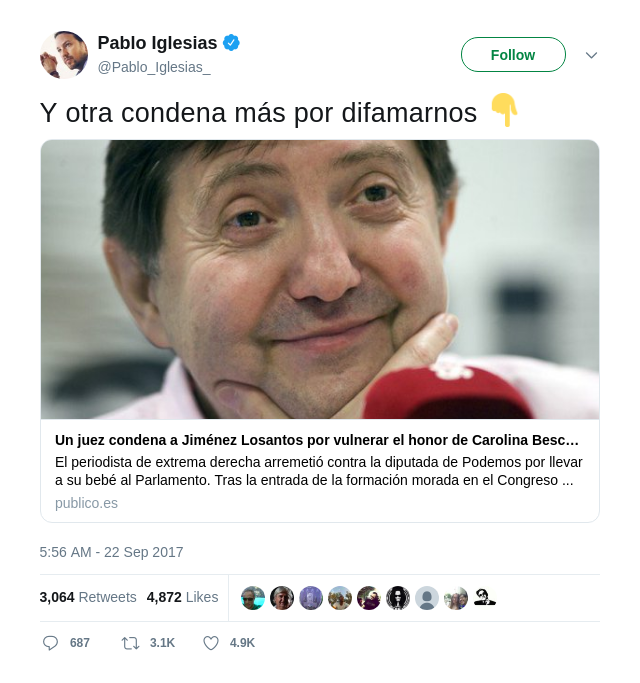 Pablo Iglesias
@Pablo_Iglesias_
Follow
Y otra condena más por difamarnos 👇
Un juez condena a Jiménez Losantos por vulnerar el honor de Carolina Besc…
El periodista de extrema derecha arremetió contra la diputada de Podemos por llevar
a su bebé al Parlamento. Tras la entrada de la formación morada en el Congreso ...
publico.es
5:56 AM - 22 Sep 2017
3,064 Retweets 4,872 Likes
687 3.1K 4.9K